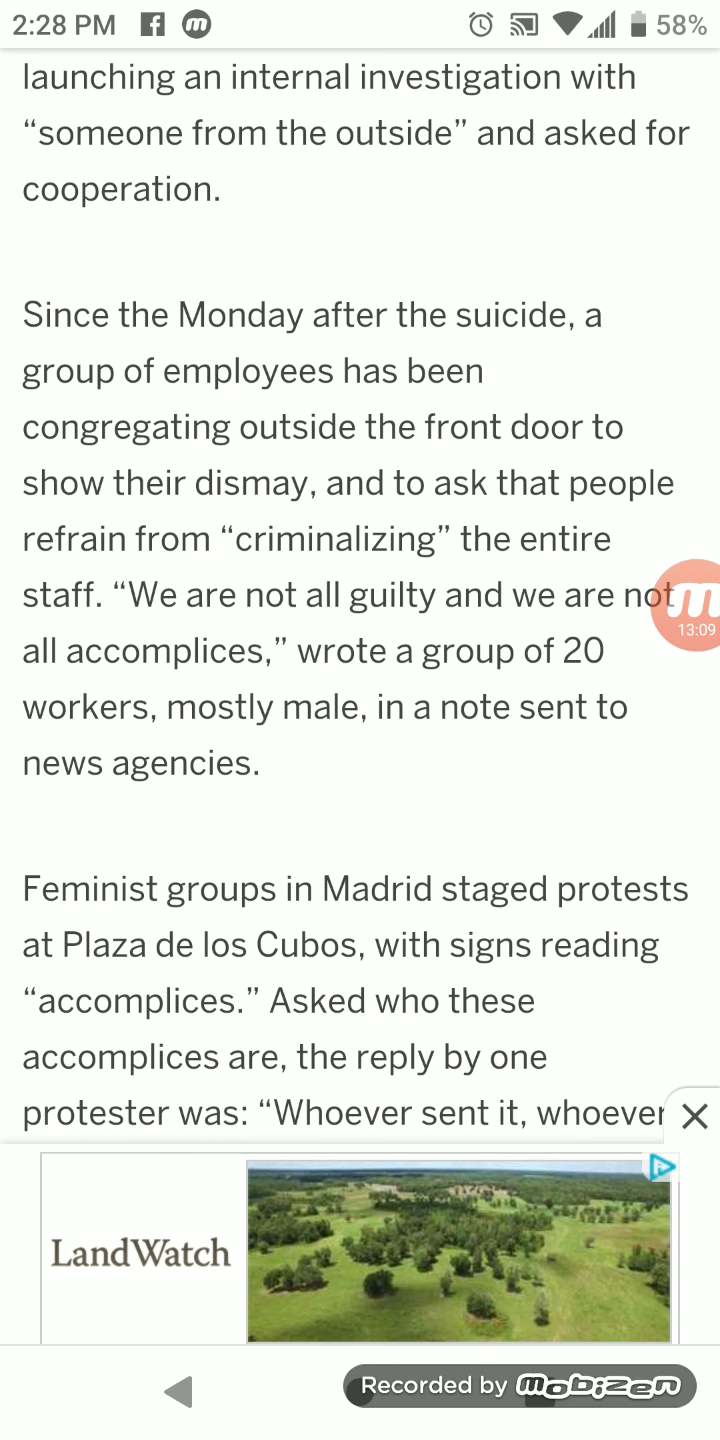 2:28 PM f m 58%
launching an internal investigation with
“someone from the outside” and asked for
cooperation.
Since the Monday after the suicide, a
group of employees has been
congregating outside the front door to
show their dismay, and to ask that people
refrain from “criminalizing” the entire
staff. “We are not all guilty and we are not
all accomplices,” wrote a group of 20
workers, mostly male, in a note sent to
news agencies.
m
13:09
Feminist groups in Madrid staged protests
at Plaza de los Cubos, with signs reading
“accomplices.” Asked who these
accomplices are, the reply by one
protester was: “Whoever sent it, whoever
LandWatch
Recorded by mobizen